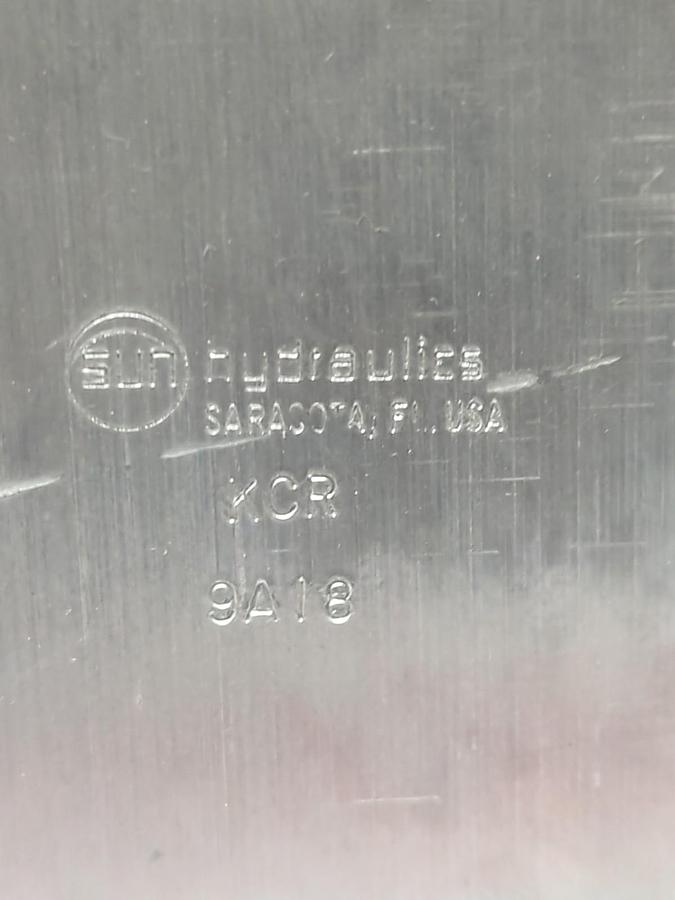 sun hydraulics
SARASOTA, FL. USA
KCR
9A18